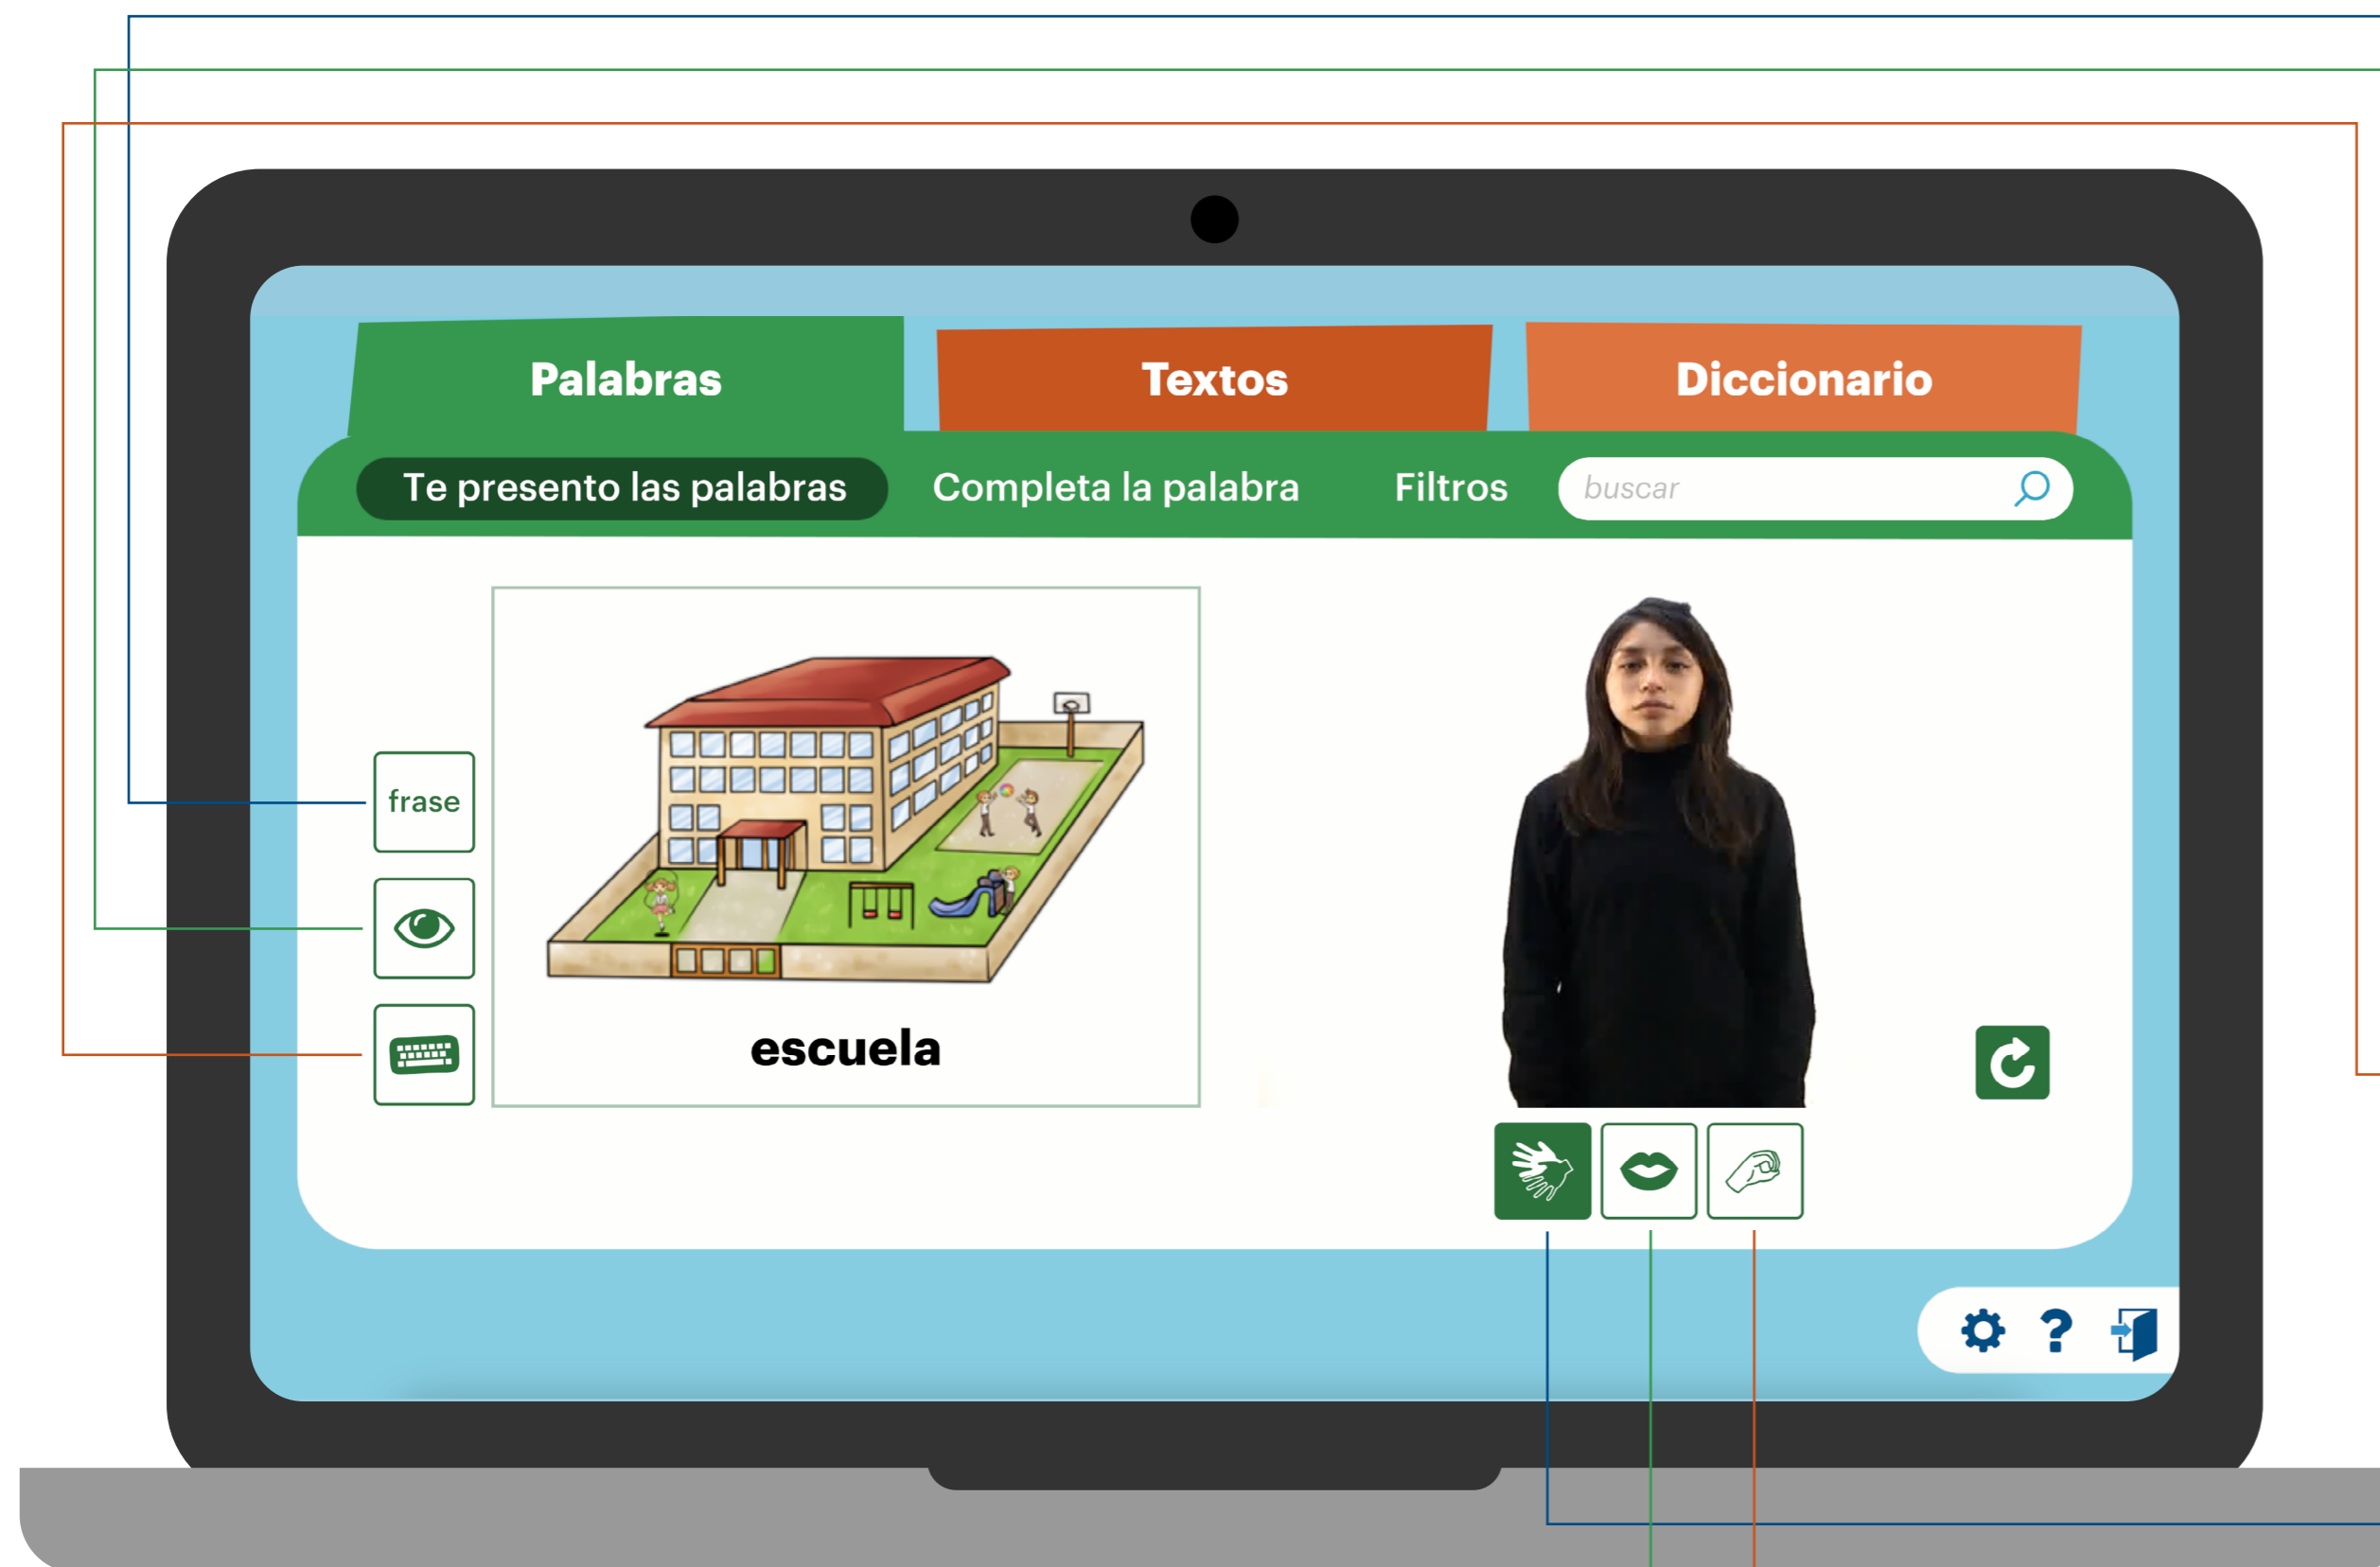 Palabras
Textos
Diccionario
Te presento las palabras
Completa la palabra
Filtros
buscar
frase
escuela